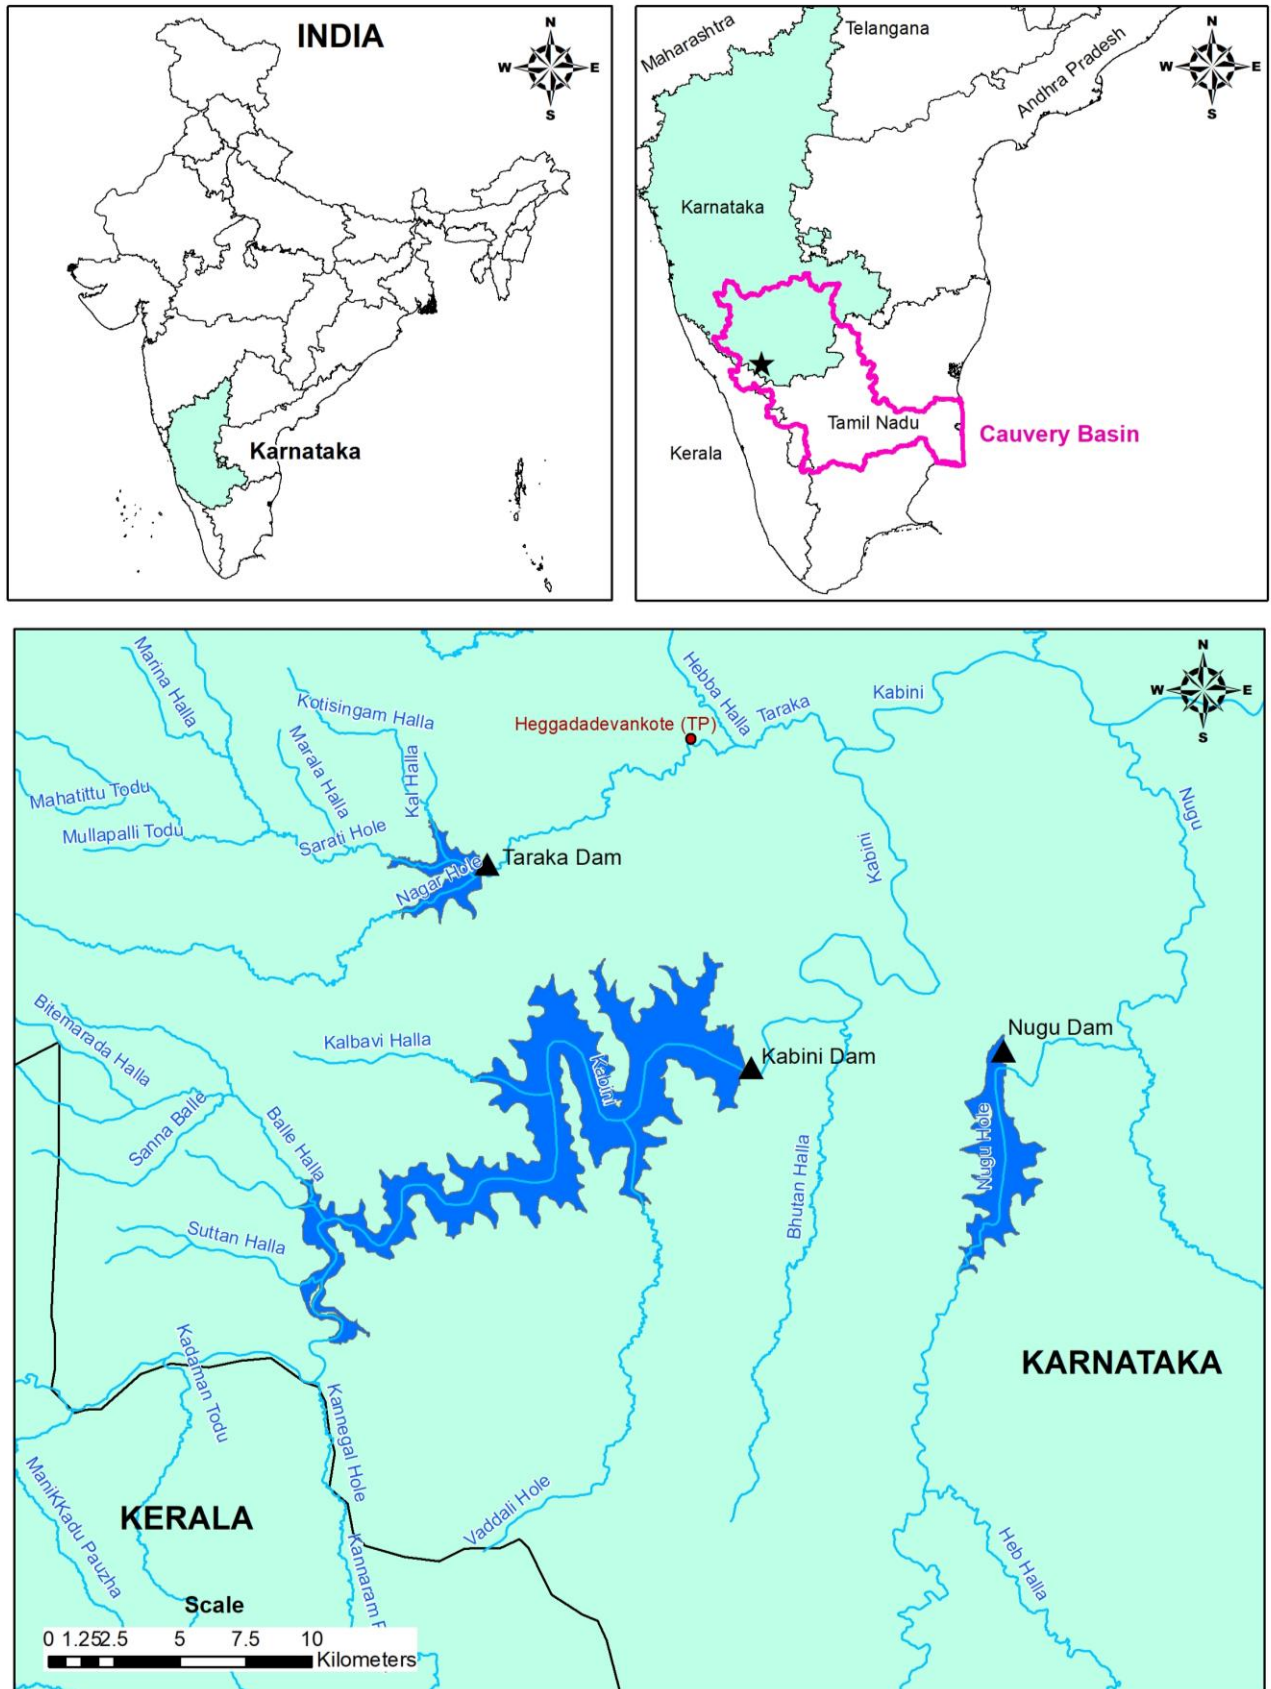 INDIA
N
W
E
S
Karnataka
Maharashtra
Telangana
Andhra Pradesh
N
W
E
S
Karnataka
Tamil Nadu
Cauvery Basin
Kerala
Marina Halla
Kotisingam Halla
Marala Halla
Kal Halla
Hebba Halla
Taraka
Kabini
N
W
E
S
Heggadadevankote (TP)
Mahatittu Todu
Mullapalli Todu
Sarati Hole
Nagar Hole
Taraka Dam
Kabini
Nugu
Bitemarada Halla
Kalbavi Halla
Kabini
Kabini Dam
Nugu Dam
Sanna Balle
Balle Halla
Nugu Hole
Bhutan Halla
Suttan Halla
Kadaman Todu
KARNATAKA
Kannegal Hole
ManiKKadu Pauzha
KERALA
Vaddali Hole
Kannaram
Heb Halla
Scale
0 1.25 2.5 5 7.5 10
Kilometers